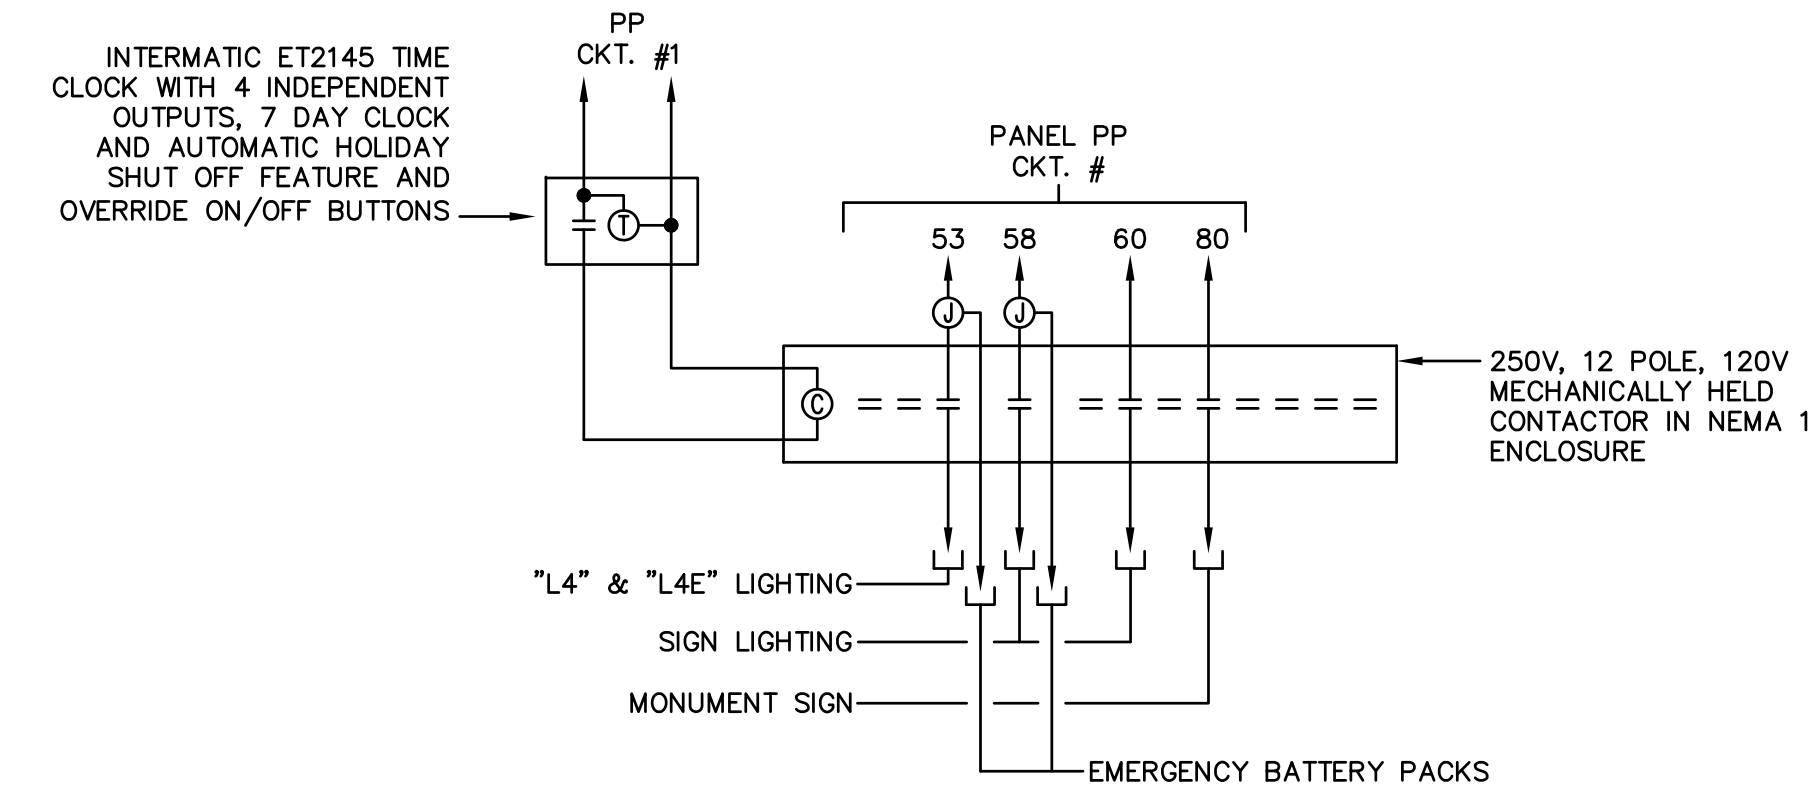 PP
CKT. #1
INTERMATIC ET2145 TIME
CLOCK WITH 4 INDEPENDENT
OUTPUTS, 7 DAY CLOCK
AND AUTOMATIC HOLIDAY
SHUT OFF FEATURE AND
OVERRIDE ON/OFF BUTTONS
T
PANEL PP
CKT. #
53 58 60 80
J J
C
250V, 12 POLE, 120V
MECHANICALLY HELD
CONTACTOR IN NEMA 1
ENCLOSURE
"L4" & "L4E" LIGHTING
SIGN LIGHTING
MONUMENT SIGN
EMERGENCY BATTERY PACKS